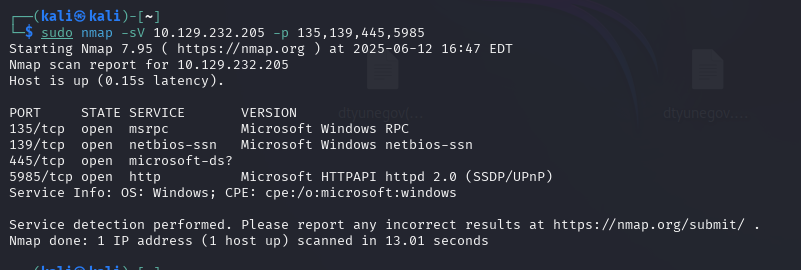 ┌──(kali㉿kali)-[~]
└─$ sudo nmap -sV 10.129.232.205 -p 135,139,445,5985
Starting Nmap 7.95 ( https://nmap.org ) at 2025-06-12 16:47 EDT
Nmap scan report for 10.129.232.205
Host is up (0.15s latency).
PORT     STATE SERVICE       VERSION
135/tcp  open  msrpc         Microsoft Windows RPC
139/tcp  open  netbios-ssn   Microsoft Windows netbios-ssn
445/tcp  open  microsoft-ds?
5985/tcp open  http          Microsoft HTTPAPI httpd 2.0 (SSDP/UPnP)
Service Info: OS: Windows; CPE: cpe:/o:microsoft:windows
Service detection performed. Please report any incorrect results at https://nmap.org/submit/ .
Nmap done: 1 IP address (1 host up) scanned in 13.01 seconds